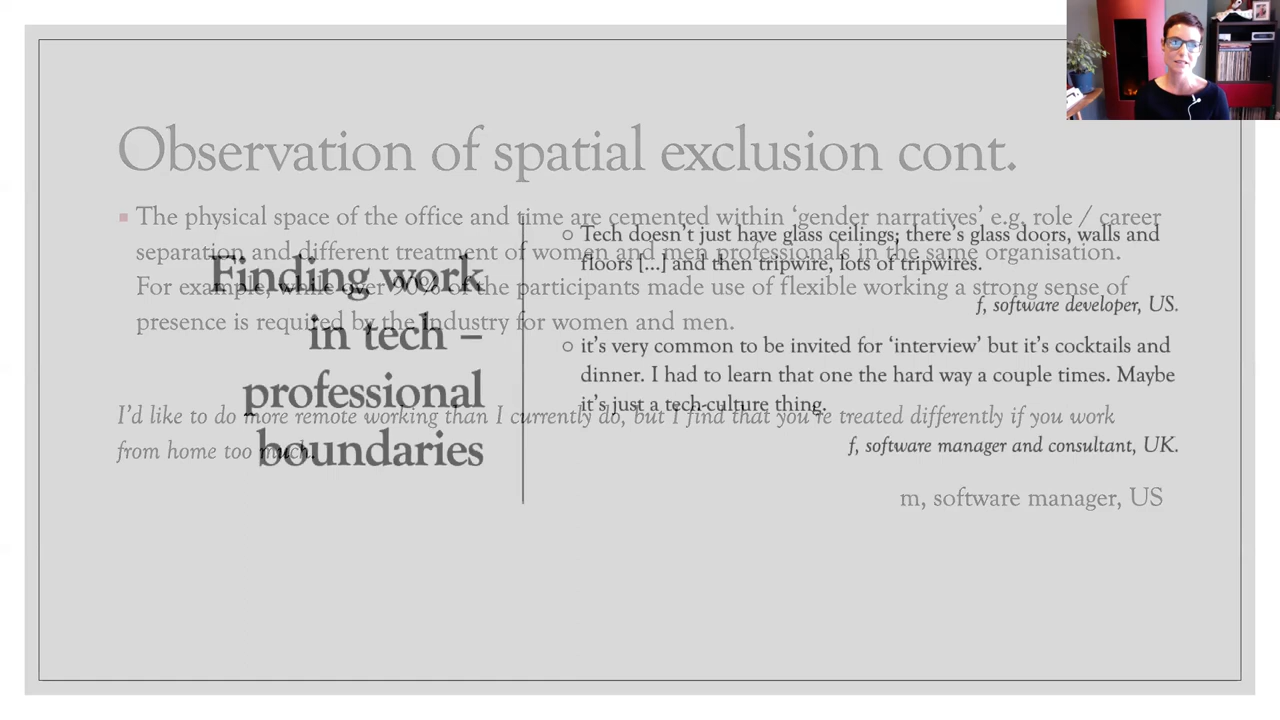 Observation of spatial exclusion cont.
The physical space of the office and time are cemented within ‘gender narratives’ e.g. role / career
separation and different treatment of woman and men professionals in the same organisation.
For example, while over 90% of the participants made use of flexible working a strong sense of
presence is required by the industry for women and men.
I’d like to do more remote working than I currently do, but I find that you’re treated differently if you work
from home too much.
m, software manager, US
Finding work
in tech –
professional
boundaries
Tech doesn’t just have glass ceilings; there’s glass doors, walls and
floors [...] and then tripwire, lots of tripwires.
f, software developer, US.
it’s very common to be invited for ‘interview’ but it’s cocktails and
dinner. I had to learn that one the hard way a couple times. Maybe
it’s just a tech-culture thing.
f, software manager and consultant, UK.